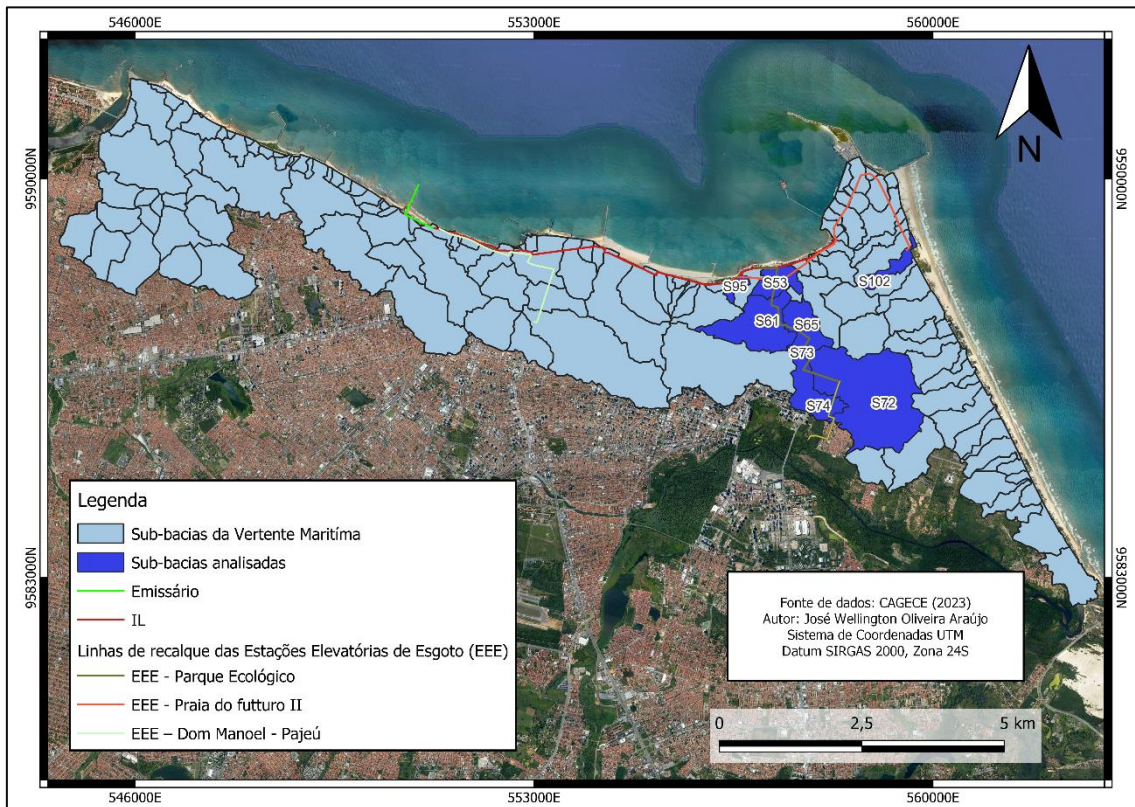 546000E 553000E 560000E
9590000N 9590000N
S95 S53 S102
S61 S65
S73
S74 S72
Legenda
Sub-bacias da Vertente Maritíma
Sub-bacias analisadas
Emissário
IL
Linhas de recalque das Estações Elevatórias de Esgoto (EEE)
EEE - Parque Ecológico
EEE - Praia do futturo II
EEE – Dom Manoel - Pajeú
N
9583000N 9583000N
Fonte de dados: CAGECE (2023)
Autor: José Wellington Oliveira Araújo
Sistema de Coordenadas UTM
Datum SIRGAS 2000, Zona 24S
0 2,5 5 km
546000E 553000E 560000E